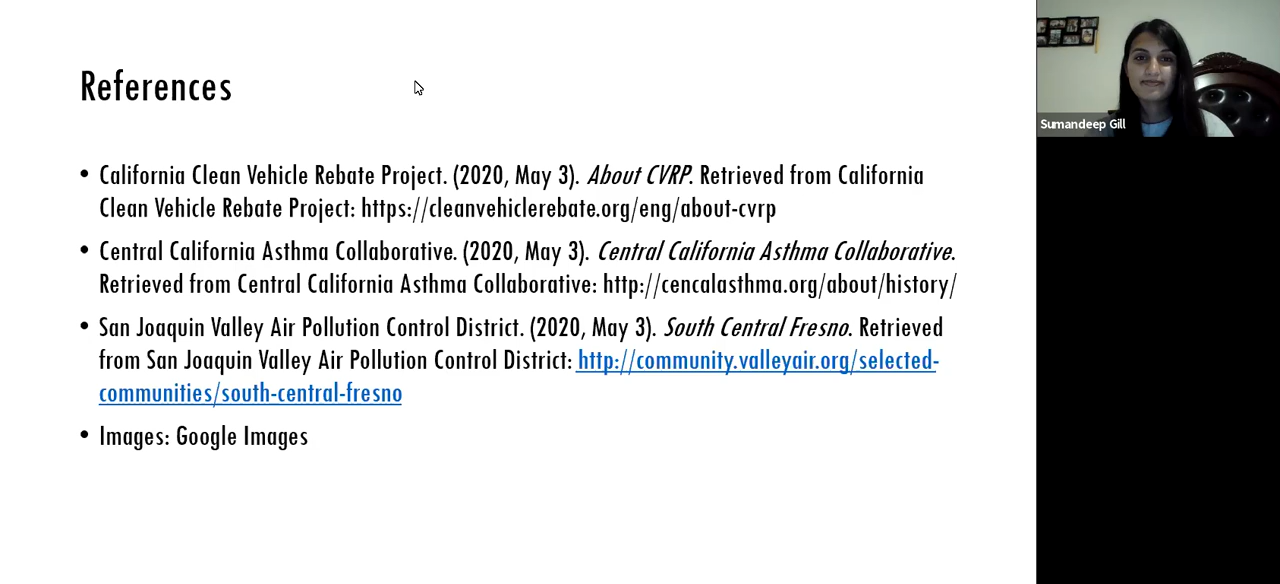 References
• California Clean Vehicle Rebate Project. (2020, May 3). About CVRP. Retrieved from California
Clean Vehicle Rebate Project: https://cleanvehiclerebate.org/eng/about-cvrp
• Central California Asthma Collaborative. (2020, May 3). Central California Asthma Collaborative.
Retrieved from Central California Asthma Collaborative: http://cencalasthma.org/about/history/
• San Joaquin Valley Air Pollution Control District. (2020, May 3). South Central Fresno. Retrieved
from San Joaquin Valley Air Pollution Control District: http://community.valleyair.org/selected-
communities/south-central-fresno
• Images: Google Images
Sumandeep Gill